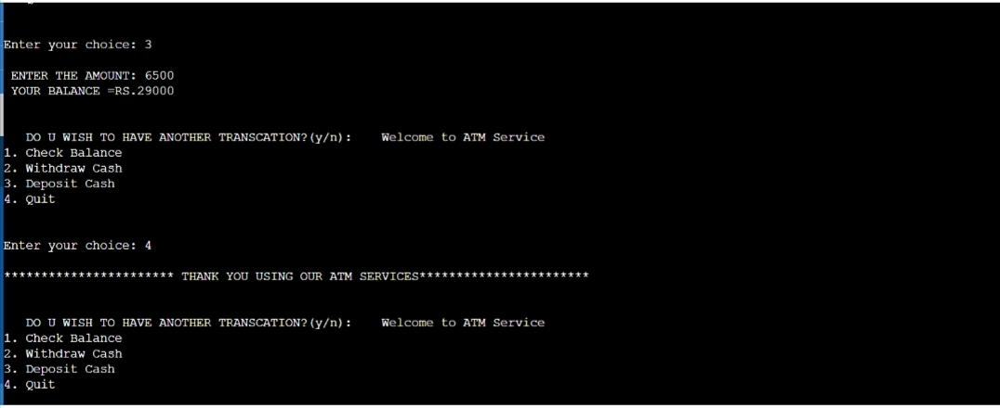 Enter your choice: 3
ENTER THE AMOUNT: 6500
YOUR BALANCE =RS.29000
DO U WISH TO HAVE ANOTHER TRANSCATION?(y/n): Welcome to ATM Service
1. Check Balance
2. Withdraw Cash
3. Deposit Cash
4. Quit
Enter your choice: 4
*********************** THANK YOU USING OUR ATM SERVICES***********************
DO U WISH TO HAVE ANOTHER TRANSCATION?(y/n): Welcome to ATM Service
1. Check Balance
2. Withdraw Cash
3. Deposit Cash
4. Quit